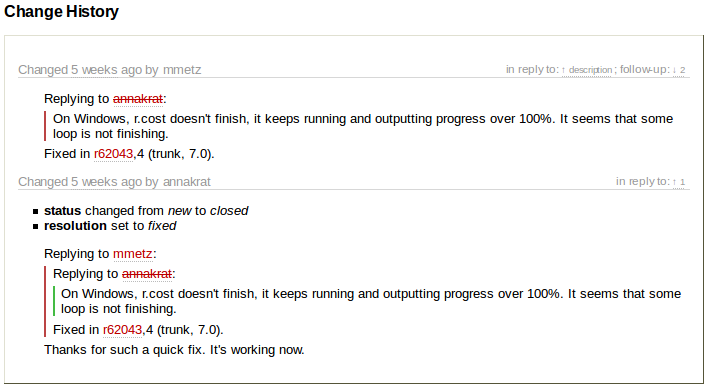 Change History
Changed 5 weeks ago by mmetz in reply to: ↑ description ; follow-up: ↓ 2
Replying to annakrat:
On Windows, r.cost doesn't finish, it keeps running and outputting progress over 100%. It seems that some
loop is not finishing.
Fixed in r62043,4 (trunk, 7.0).
Changed 5 weeks ago by annakrat in reply to: ↑ 1
status changed from new to closed
resolution set to fixed
Replying to mmetz:
Replying to annakrat:
On Windows, r.cost doesn't finish, it keeps running and outputting progress over 100%. It seems that some
loop is not finishing.
Fixed in r62043,4 (trunk, 7.0).
Thanks for such a quick fix. It's working now.